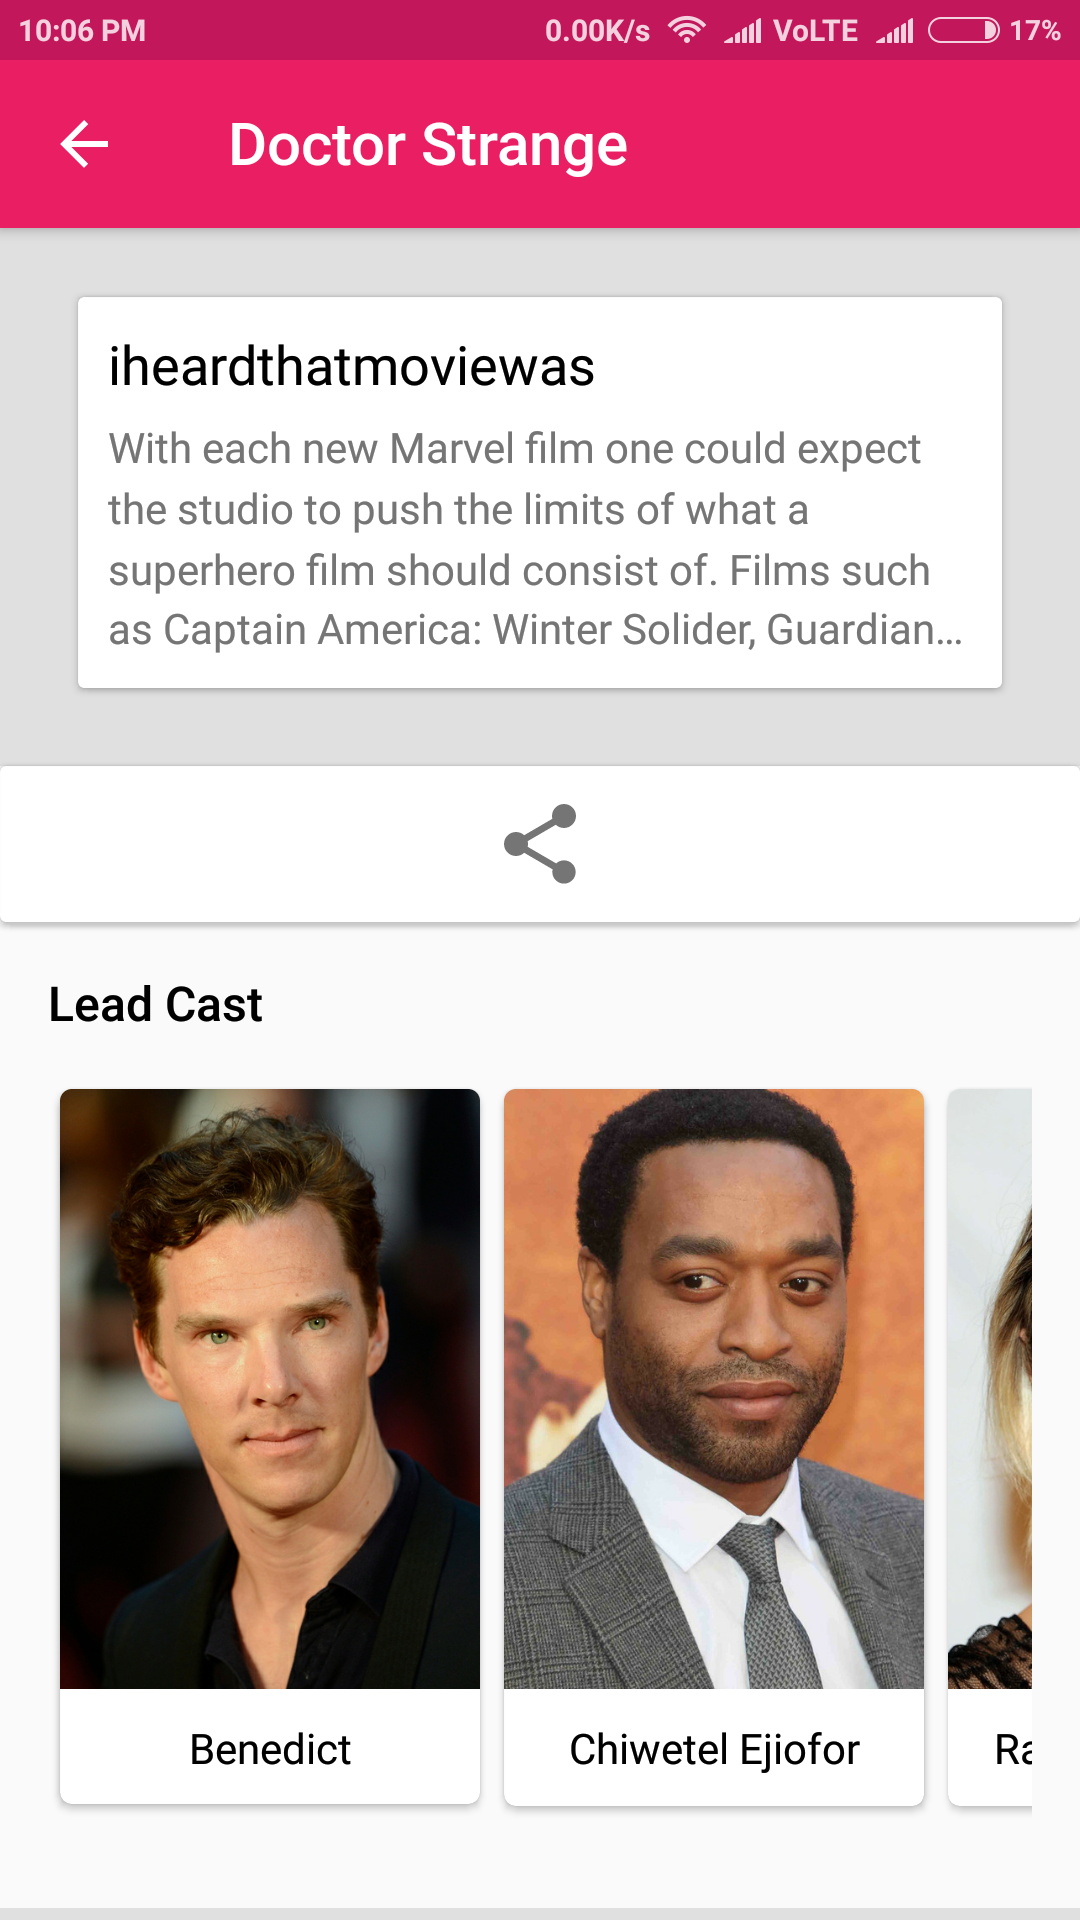 10:06 PM 0.00K/s VoLTE 17%
Doctor Strange
iheardthatmoviewas
With each new Marvel film one could expect
the studio to push the limits of what a
superhero film should consist of. Films such
as Captain America: Winter Solider, Guardian...
Lead Cast
Benedict Chiwetel Ejiofor Ra